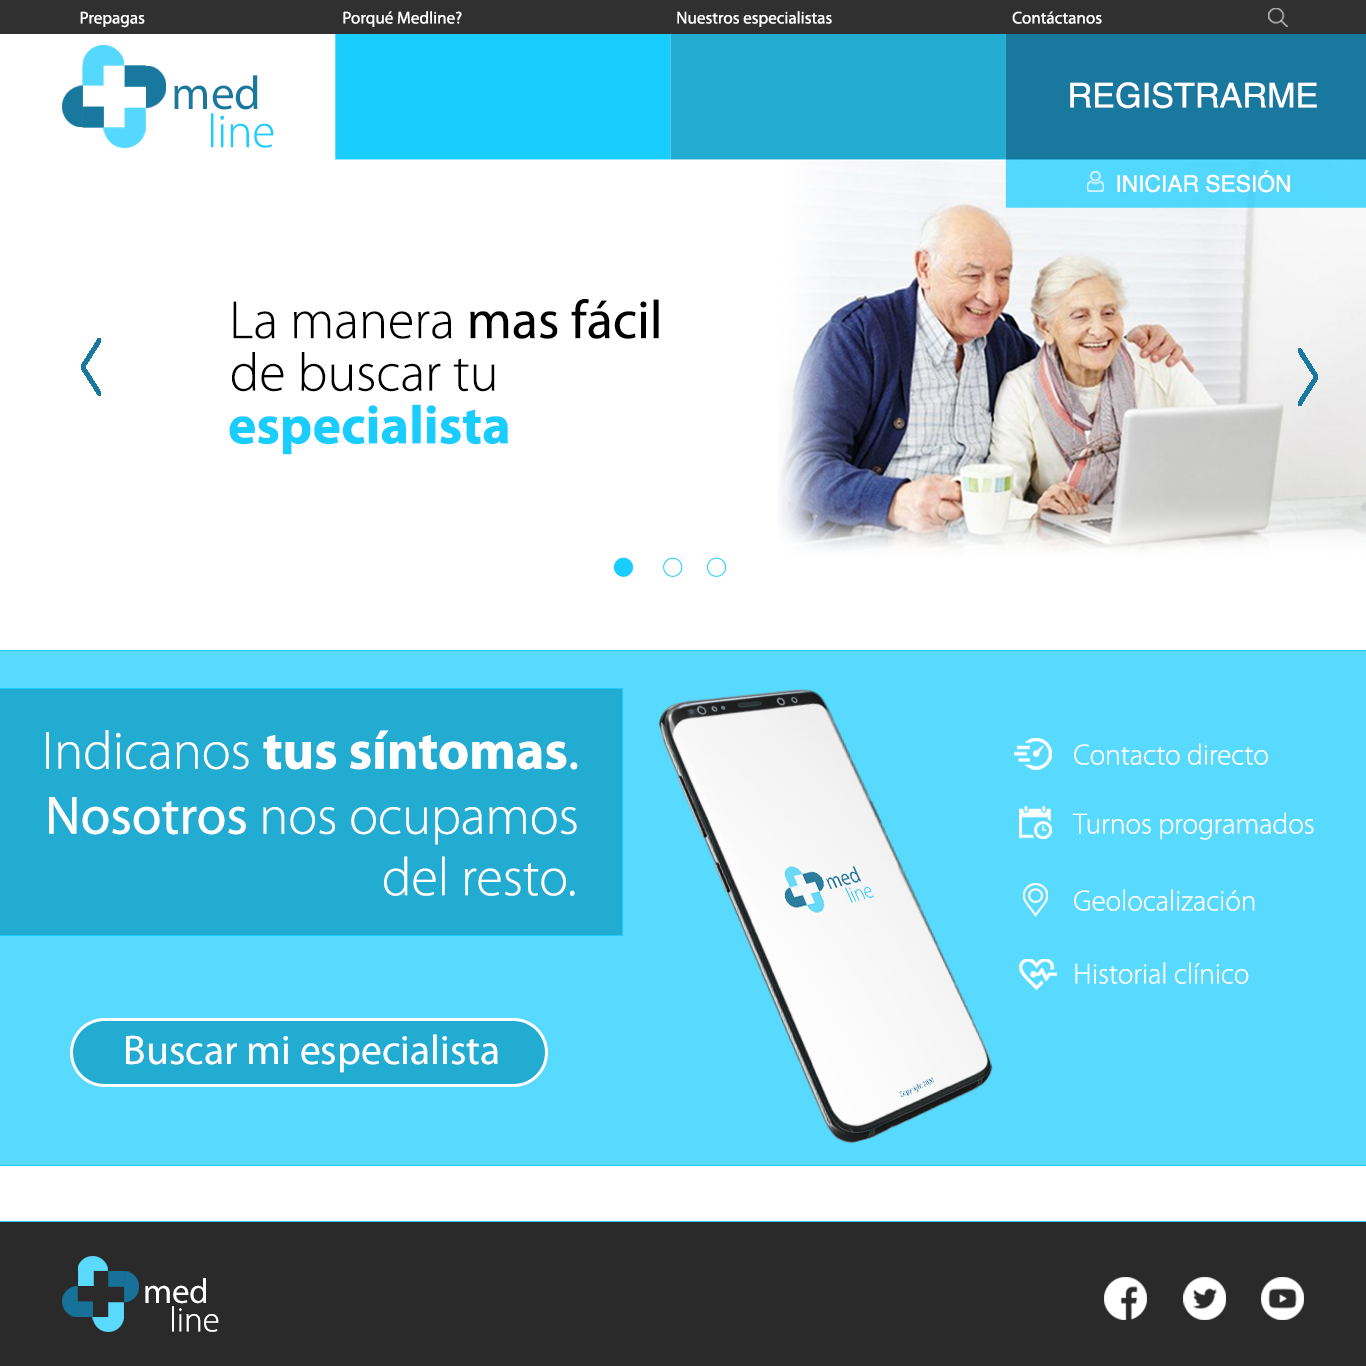 Prepagas
Porqué Medline?
Nuestros especialistas
Contáctanos
med
line
REGISTRARME
INICIAR SESIÓN
La manera mas fácil
de buscar tu
especialista
Indicanos tus síntomas.
Nosotros nos ocupamos
del resto.
Buscar mi especialista
med
line
Contacto directo
Turnos programados
Geolocalización
Historial clínico
med
line